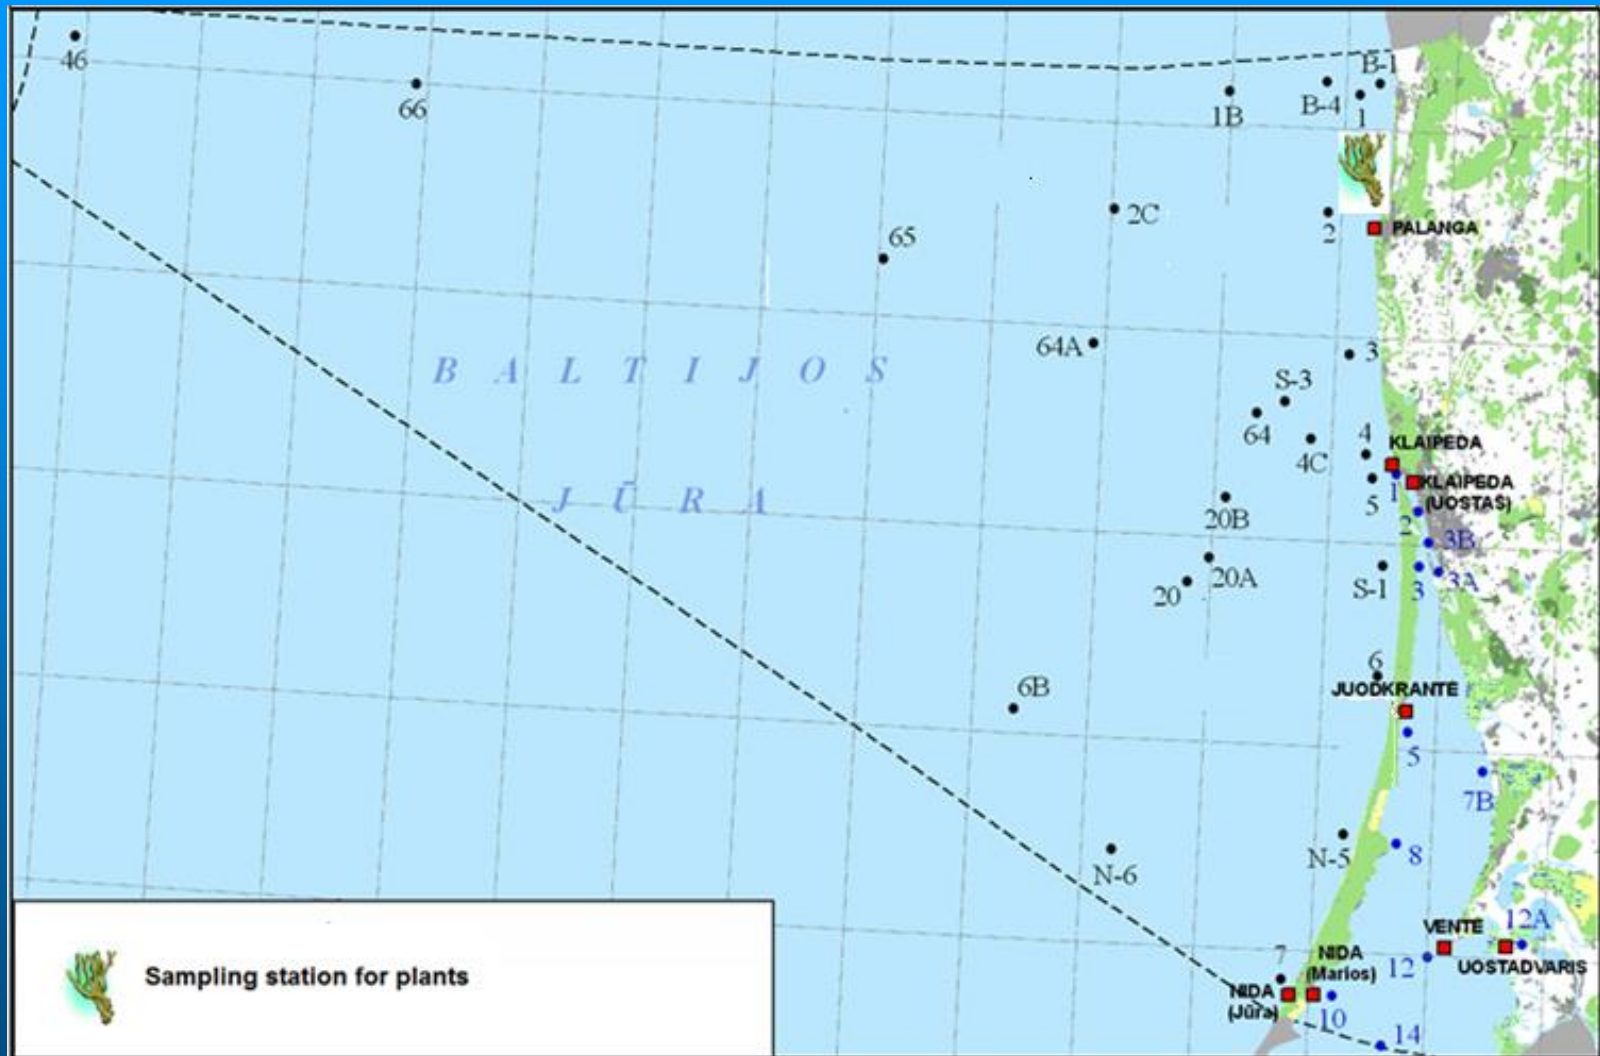 46
66
1B
B-4
B-1
1
2C
2
PALANGA
65
64A
3
BALTIJOS
S-3
64
4C
4
KLAIPEDA
JŪRA
20B
5
1
KLAIPEDA
(UOSTAS)
2
3B
20
20A
S-1
3
3A
6B
6
JUODKRANTE
5
7B
N-6
N-5
8
Sampling station for plants
7
NIDA
(Jūra)
NIDA
(Marios)
10
12
VENTE
12A
UOSTADVARIS
14